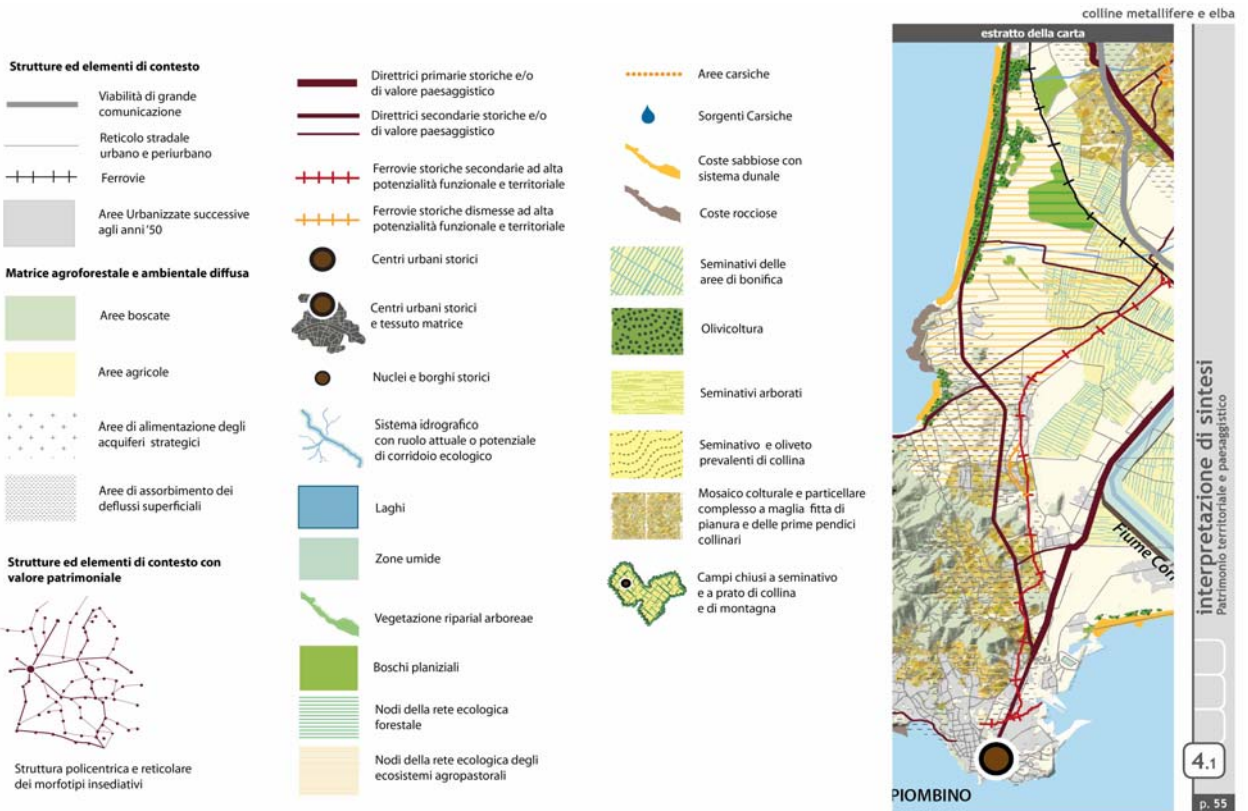 colline metallifere e elba
Strutture ed elementi di contesto
Viabilità di grande
comunicazione
Reticolo stradale
urbano e periurbano
Ferrovie
Aree Urbanizzate successive
agli anni '50
Matrice agroforestale e ambientale diffusa
Aree boscate
Aree agricole
Aree di alimentazione degli
acquiferi strategici
Aree di assorbimento dei
deflussi superficiali
Strutture ed elementi di contesto con
valore patrimoniale
Struttura policentrica e reticolare
dei morfotipi insediativi
Direttrici primarie storiche e/o
di valore paesaggistico
Direttrici secondarie storiche e/o
di valore paesaggistico
Ferrovie storiche secondarie ad alta
potenzialità funzionale e territoriale
Ferrovie storiche dismesse ad alta
potenzialità funzionale e territoriale
Centri urbani storici
Centri urbani storici
e tessuto matrice
Nuclei e borghi storici
Sistema idrografico
con ruolo attuale o potenziale
di corridoio ecologico
Laghi
Zone umide
Vegetazione riparial arboreae
Boschi planiziali
Nodi della rete ecologica
forestale
Nodi della rete ecologica degli
ecosistemi agropastorali
Aree carsiche
Sorgenti Carsiche
Coste sabbiose con
sistema dunale
Coste rocciose
Seminativi delle
aree di bonifica
Olivicoltura
Seminativi arborati
Seminativo e oliveto
prevalenti di collina
Mosaico colturale e particellare
complesso a maglia fitta di
pianura e delle prime pendici
collinari
Campi chiusi a seminativo
e a prato di collina
e di montagna
estratto della carta
Fiume Corn
PIOMBINO
interpretazione di sintesi
Patrimonio territoriale e paesaggistico
4.1
p. 55